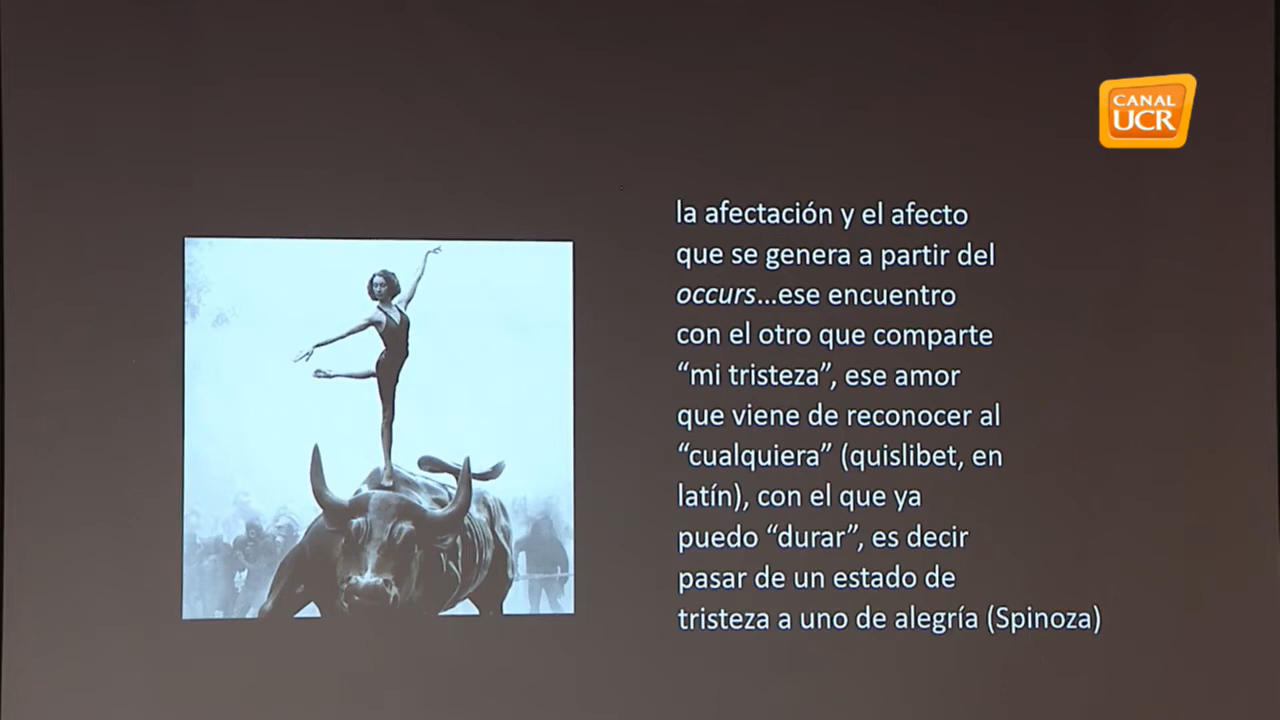 CANAL
UCR
la afectación y el afecto
que se genera a partir del
occurs...ese encuentro
con el otro que comparte
“mi tristeza”, ese amor
que viene de reconocer al
“cualquiera” (quislibet, en
latín), con el que ya
puedo “durar”, es decir
pasar de un estado de
tristeza a uno de alegría (Spinoza)